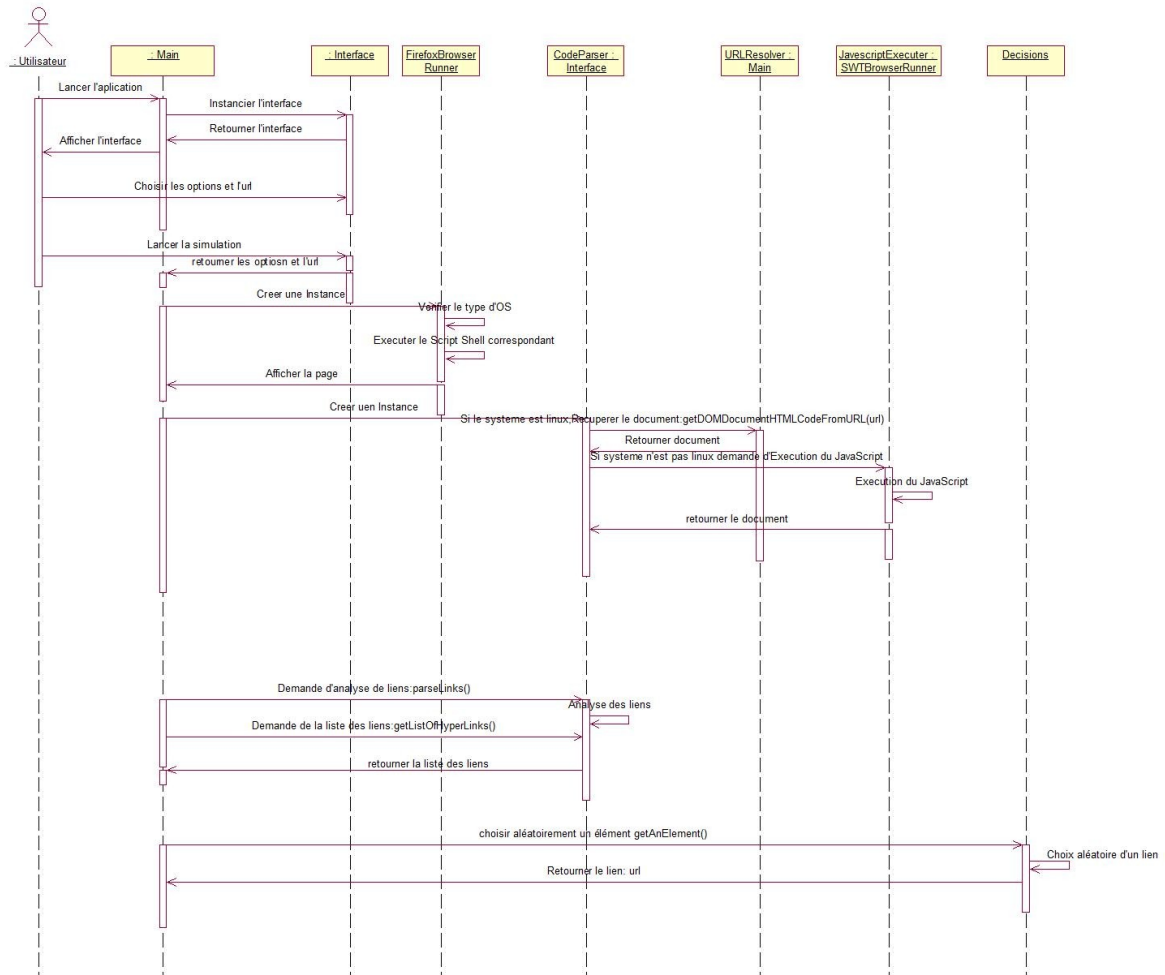 _: Utilisateur
_: Main
_: Interface
FirefoxBrowser
Runner
CodeParser :
Interface
URLResolver :
Main
JavescriptExecuter :
SWTBrowserRunner
Decisions
Lancer l'aplication
Instancier l'interface
Retourner l'interface
Afficher l'interface
Choisir les options et l'url
Lancer la simulation
retourner les optiosn et l'url
Creer une Instance
Verifier le type d'OS
Executer le Script Shell correspondant
Afficher la page
Creer uen Instance
Si le systeme est linux,Recuperer le document:getDOMDocumentHTMLCodeFromURL(url)
Retourner document
Si systeme n'est pas linux demande d'Execution du JavaScript
Execution du JavaScript
retourner le document
Demande d'analyse de liens:parseLinks()
Analyse des liens
Demande de la liste des liens:getListOfHyperLinks()
retourner la liste des liens
choisir aléatoirement un élément getAnElement()
Choix aléatoire d'un lien
Retourner le lien: url